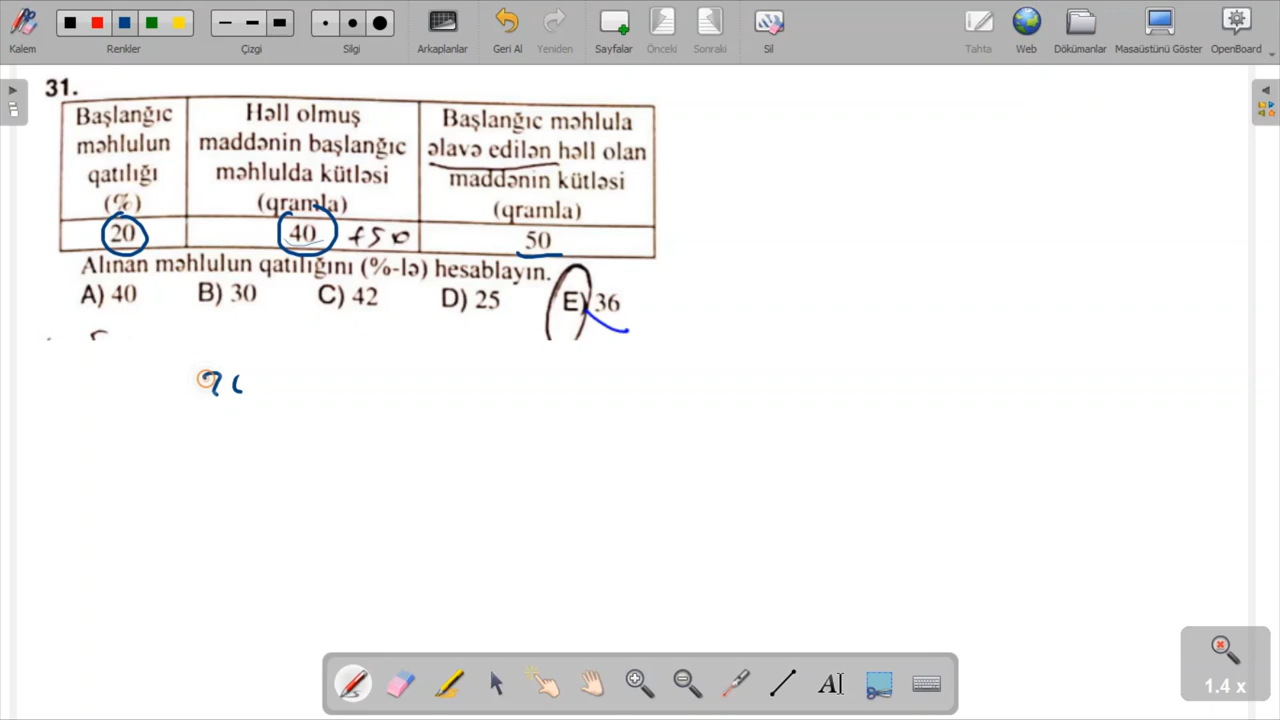 Kalem Renkler Çizgi Silgi Arkaplanlar Geri Al Yeniden Sayfalar Önceki Sonraki Sil Tahta Web Dökümanlar Masaüstünü Göster OpenBoard
31.
Başlanğıc məhlulun qatılığı (%)
Həll olmuş maddənin başlanğıc məhlulda kütləsi (qramla)
Başlanğıc məhlula əlavə edilən həll olan maddənin kütləsi (qramla)
20 40 +50 50
Alınan məhlulun qatılığını (%-lə) hesablayın.
A) 40 B) 30 C) 42 D) 25 E) 36
1.4 x